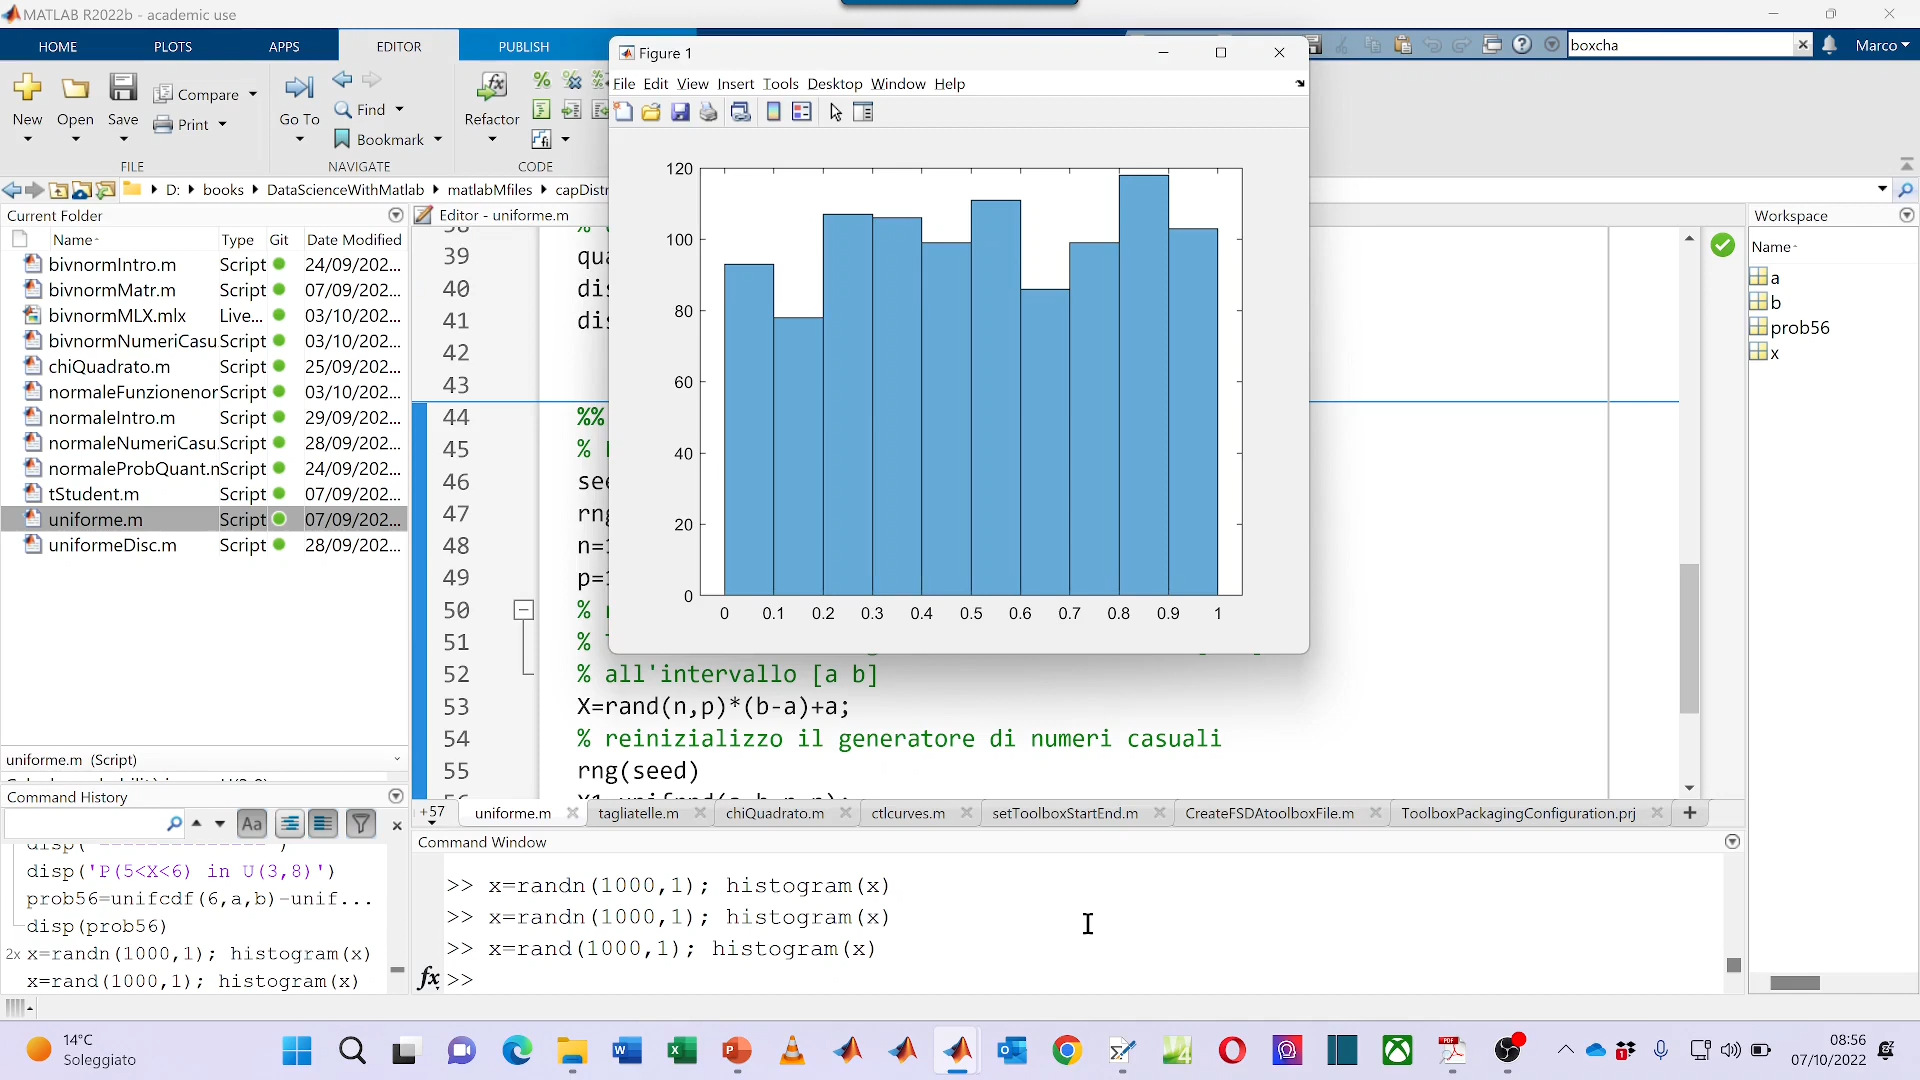 MATLAB R2022b - academic use
HOME PLOTS APPS EDITOR PUBLISH
boxcha
Marco
New Open Save Compare Print
FILE
Go To Find Bookmark
NAVIGATE
Refactor
CODE
D: books DataScienceWithMatlab matlabMfiles capDistr
Current Folder
Name Type Git Date Modified
bivnormIntro.m Script 24/09/202...
bivnormMatr.m Script 07/09/202...
bivnormMLX.mlx Live... 03/10/202...
bivnormNumeriCasu Script 03/10/202...
chiQuadrato.m Script 25/09/202...
normaleFunzionenor Script 03/10/202...
normaleIntro.m Script 29/09/202...
normaleNumeriCasu. Script 28/09/202...
normaleProbQuant.n Script 24/09/202...
tStudent.m Script 07/09/202...
uniforme.m Script 07/09/202...
uniformeDisc.m Script 28/09/202...
uniforme.m (Script)
Command History
Aa
disp('P(5<X<6) in U(3,8)')
prob56=unifcdf(6,a,b)-unif...
disp(prob56)
2x x=randn(1000,1); histogram(x)
x=rand(1000,1); histogram(x)
Editor - uniforme.m
39 qua
40 dis
41 dis
42
43
44 %%
45 %
46 see
47 rng
48 n=
49 p=
50 %
51 %
52 % all'intervallo [a b]
53 X=rand(n,p)*(b-a)+a;
54 % reinizializzo il generatore di numeri casuali
55 rng(seed)
+57 uniforme.m tagliatelle.m chiQuadrato.m ctlcurves.m setToolboxStartEnd.m CreateFSDAtoolboxFile.m ToolboxPackagingConfiguration.prj
Figure 1
File Edit View Insert Tools Desktop Window Help
120
100
80
60
40
20
0
0 0.1 0.2 0.3 0.4 0.5 0.6 0.7 0.8 0.9 1
Command Window
>> x=randn(1000,1); histogram(x)
>> x=randn(1000,1); histogram(x)
>> x=rand(1000,1); histogram(x)
fx >>
Workspace
Name
a
b
prob56
x
14°C
Soleggiato
08:56
07/10/2022